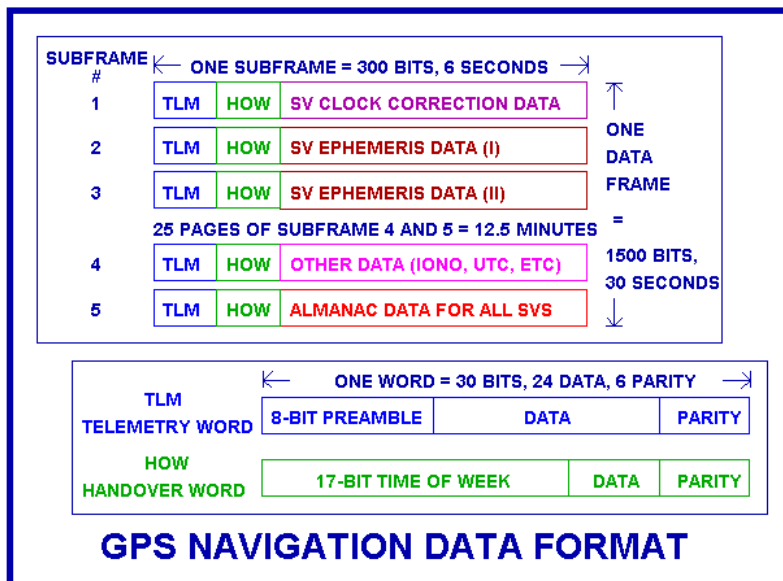 SUBFRAME
#
ONE SUBFRAME = 300 BITS, 6 SECONDS
1 TLM HOW SV CLOCK CORRECTION DATA
2 TLM HOW SV EPHEMERIS DATA (I)
3 TLM HOW SV EPHEMERIS DATA (II)
25 PAGES OF SUBFRAME 4 AND 5 = 12.5 MINUTES
4 TLM HOW OTHER DATA (IONO, UTC, ETC)
5 TLM HOW ALMANAC DATA FOR ALL SVS
ONE
DATA
FRAME
=
1500 BITS,
30 SECONDS
ONE WORD = 30 BITS, 24 DATA, 6 PARITY
TLM
TELEMETRY WORD
8-BIT PREAMBLE DATA PARITY
HOW
HANDOVER WORD
17-BIT TIME OF WEEK DATA PARITY
GPS NAVIGATION DATA FORMAT